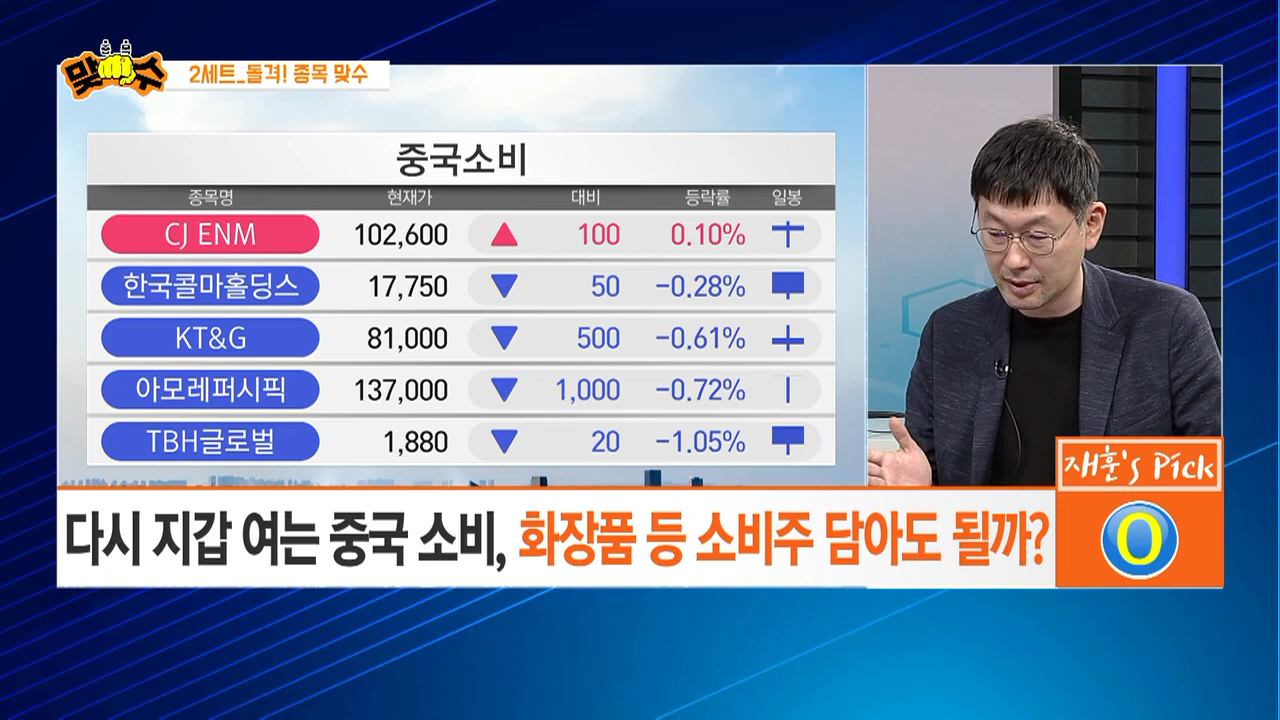 종목
맞수
2세트_돌격! 종목 맞수
중국소비
종목명 현재가 대비 등락률 일봉
CJ ENM 102,600 ▲ 100 0.10%
한국콜마홀딩스 17,750 ▼ 50 -0.28%
KT&G 81,000 ▼ 500 -0.61%
아모레퍼시픽 137,000 ▼ 1,000 -0.72%
TBH글로벌 1,880 ▼ 20 -1.05%
재훈's Pick
O
다시 지갑 여는 중국 소비, 화장품 등 소비주 담아도 될까?